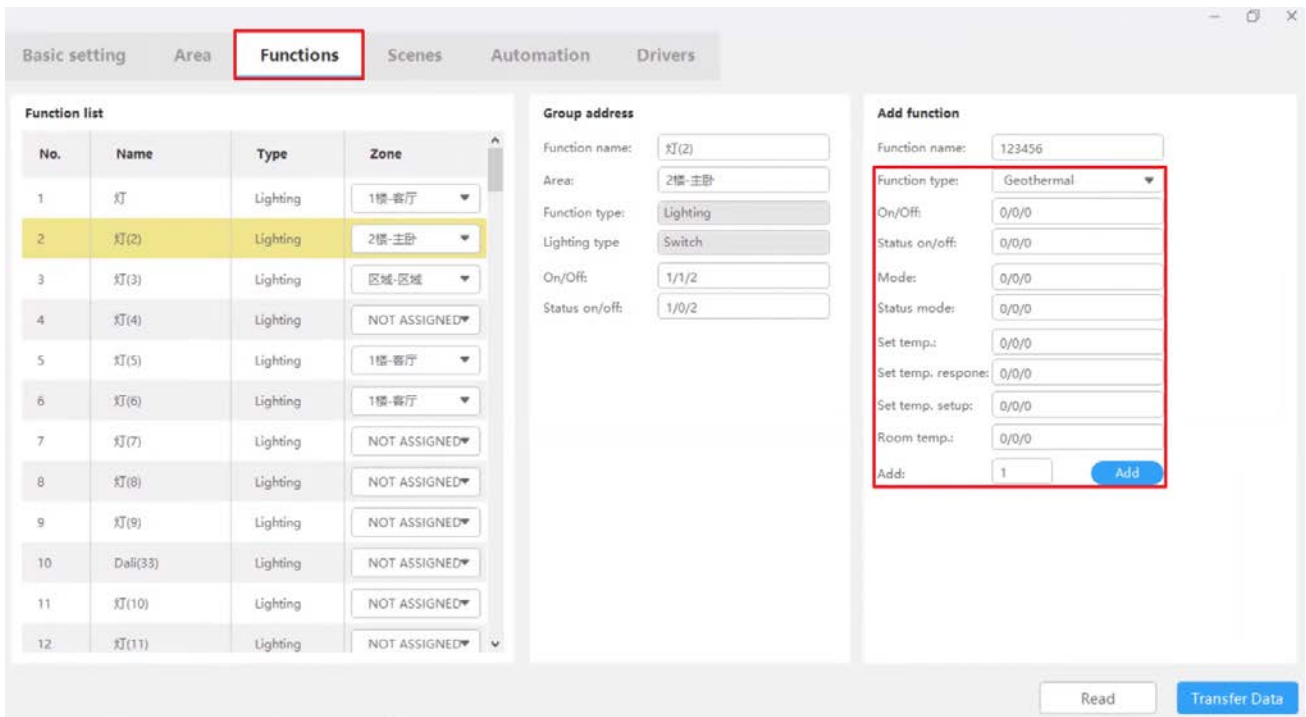 Basic setting Area Functions Scenes Automation Drivers
Function list
No. Name Type Zone
1 灯 Lighting 1楼-客厅
2 灯(2) Lighting 2楼-主卧
3 灯(3) Lighting 区域-区域
4 灯(4) Lighting NOT ASSIGNED
5 灯(5) Lighting 1楼-客厅
6 灯(6) Lighting 1楼-客厅
7 灯(7) Lighting NOT ASSIGNED
8 灯(8) Lighting NOT ASSIGNED
9 灯(9) Lighting NOT ASSIGNED
10 Dali(33) Lighting NOT ASSIGNED
11 灯(10) Lighting NOT ASSIGNED
12 灯(11) Lighting NOT ASSIGNED
Group address
Function name: 灯(2)
Area: 2楼-主卧
Function type: Lighting
Lighting type Switch
On/Off: 1/1/2
Status on/off: 1/0/2
Add function
Function name: 123456
Function type: Geothermal
On/Off: 0/0/0
Status on/off: 0/0/0
Mode: 0/0/0
Status mode: 0/0/0
Set temp.: 0/0/0
Set temp. respone: 0/0/0
Set temp. setup: 0/0/0
Room temp.: 0/0/0
Add: 1 Add
Read Transfer Data